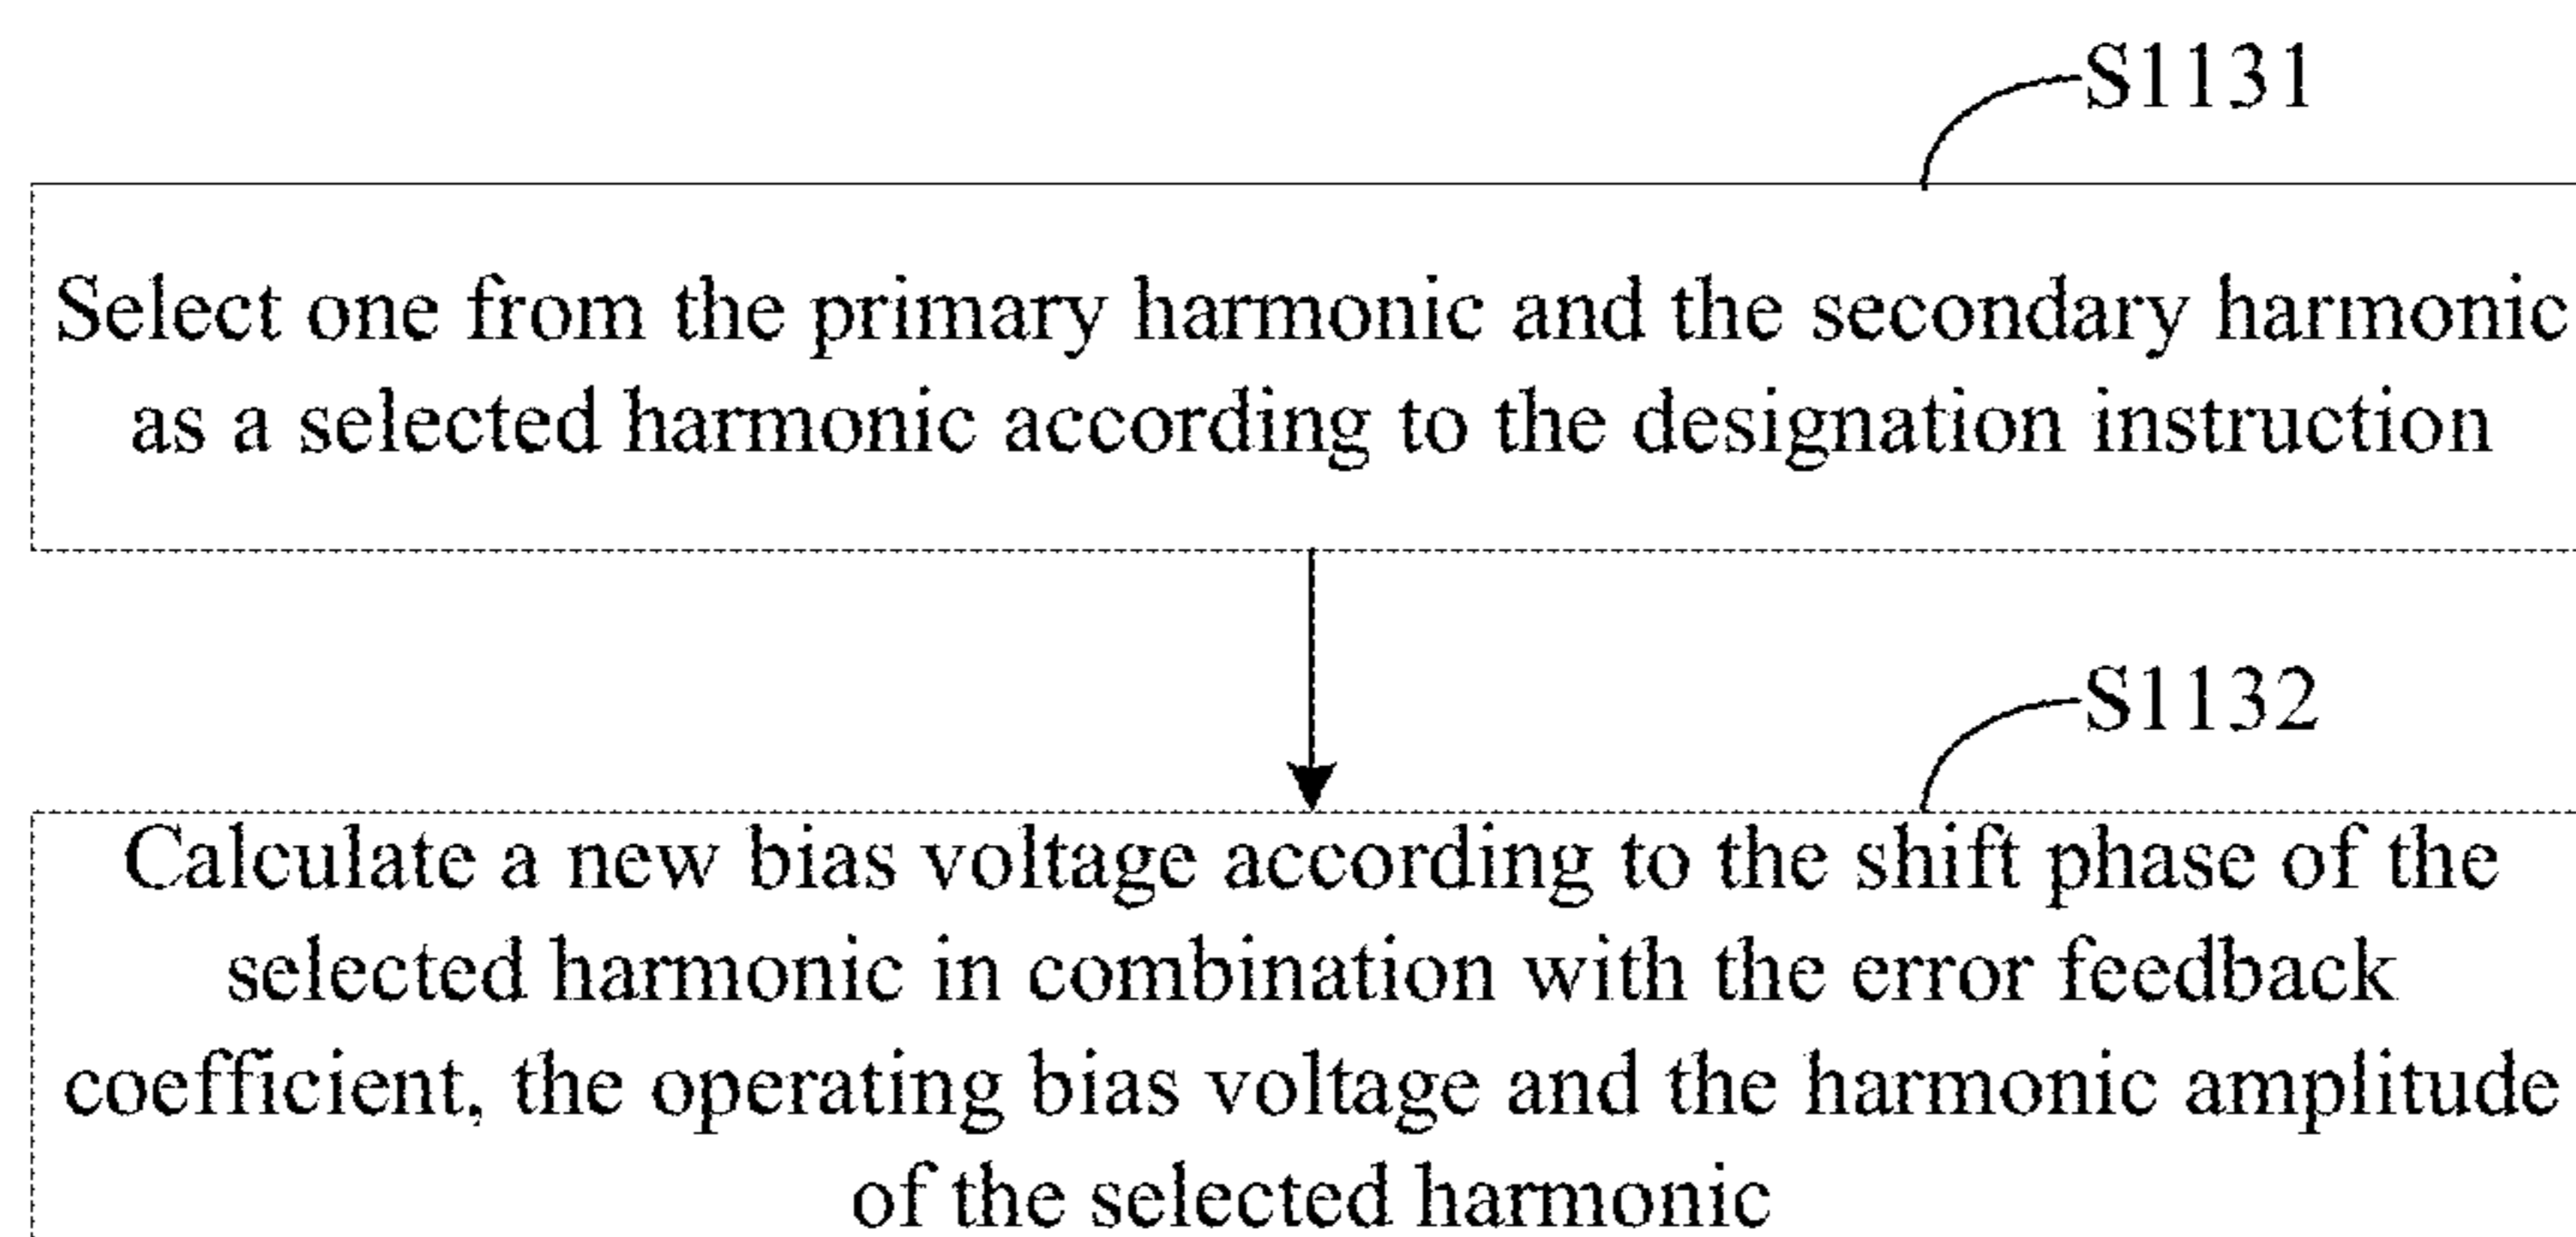 S1131
Select one from the primary harmonic and the secondary harmonic
as a selected harmonic according to the designation instruction
S1132
Calculate a new bias voltage according to the shift phase of the
selected harmonic in combination with the error feedback
coefficient, the operating bias voltage and the harmonic amplitude
of the selected harmonic